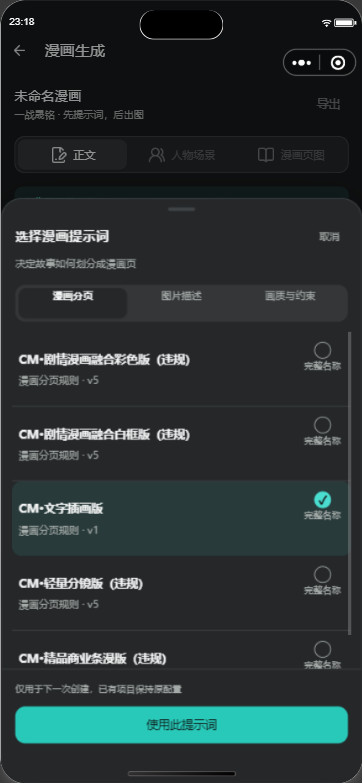 23:18
漫画生成
未命名漫画
一战晟铭 · 先提示词，后出图
导出
正文
人物场景
漫画页图
选择漫画提示词
取消
决定故事如何划分成漫画页
漫画分页
图片描述
画质与约束
CM·剧情漫画融合彩色版（违规）
漫画分页规则 · v5
完整名称
CM·剧情漫画融合白框版（违规）
漫画分页规则 · v5
完整名称
CM·文字插画版
漫画分页规则 · v1
完整名称
CM·轻量分镜版（违规）
漫画分页规则 · v5
完整名称
CM·精品商业条漫版（违规）
完整名称
仅用于下一次创建，已有项目保持原配置
使用此提示词